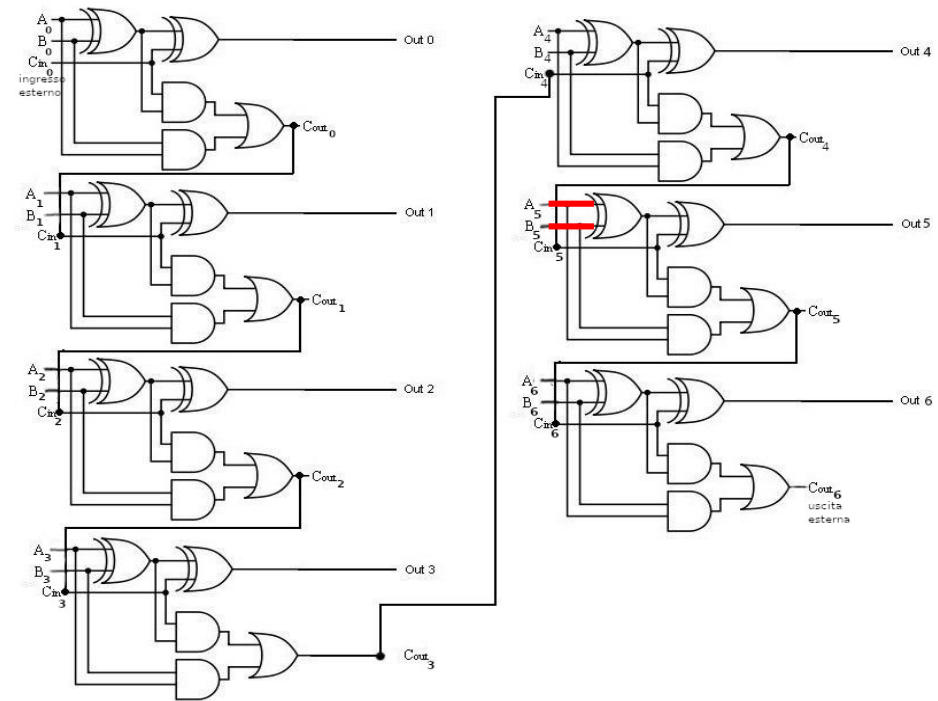 A0
B0
Cin0
ingresso
esterno
Out 0
Cout0
A1
B1
Cin1
Out 1
Cout1
A2
B2
Cin2
Out 2
Cout2
A3
B3
Cin3
Out 3
Cout3
A4
B4
Cin4
Out 4
Cout4
A5
B5
Cin5
Out 5
Cout5
A6
B6
Cin6
Out 6
Cout6
uscita
esterna